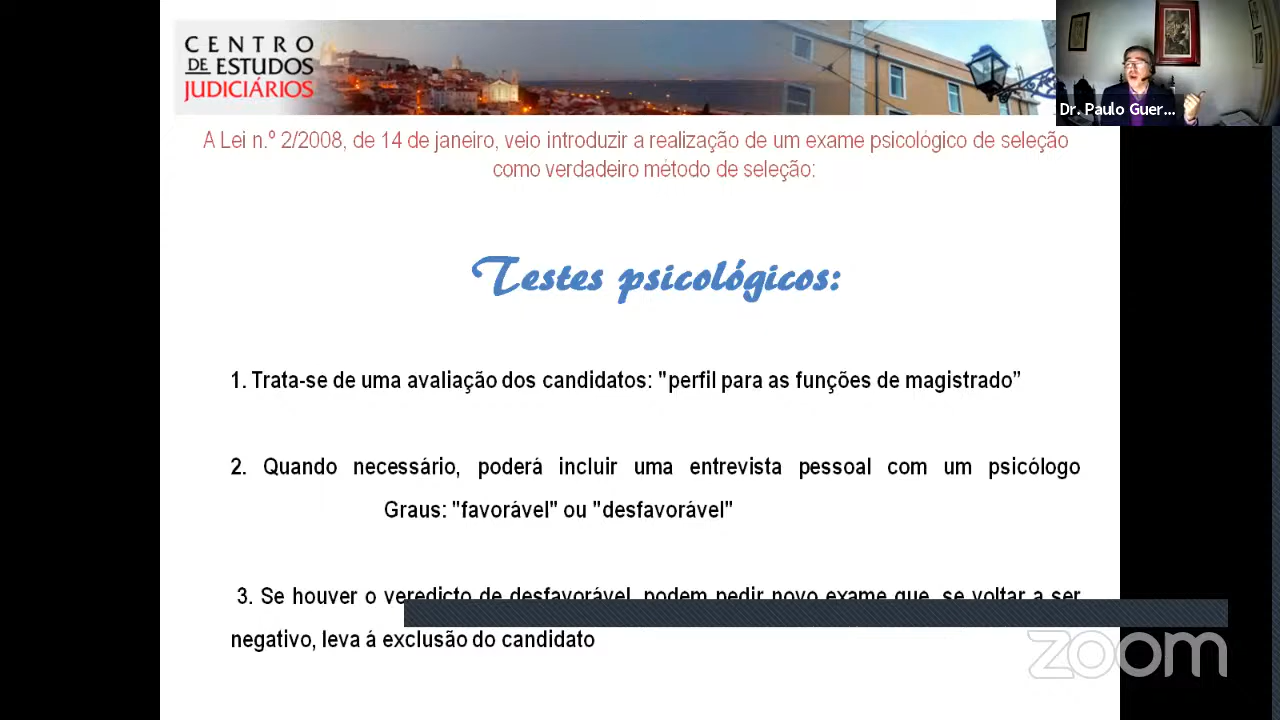 CENTRO
DE ESTUDOS
JUDICIÁRIOS
Dr. Paulo Guer...
A Lei n.º 2/2008, de 14 de janeiro, veio introduzir a realização de um exame psicológico de seleção
como verdadeiro método de seleção:
Testes psicológicos:
1. Trata-se de uma avaliação dos candidatos: "perfil para as funções de magistrado”
2. Quando necessário, poderá incluir uma entrevista pessoal com um psicólogo
Graus: "favorável" ou "desfavorável"
3. Se houver o veredicto de desfavorável, podem pedir novo exame que, se voltar a ser
negativo, leva á exclusão do candidato
zoom